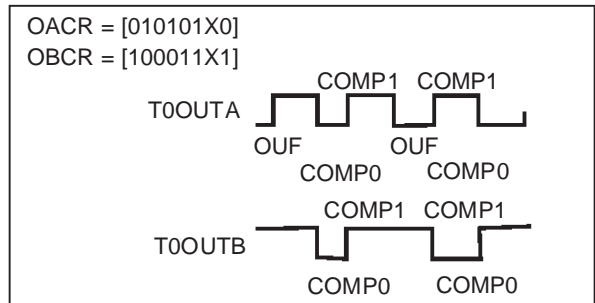 OACR = [010101X0]
OBCR = [100011X1]
COMP1 COMP1
T0OUTA
OUF OUF
COMP0 COMP0
COMP1 COMP1
T0OUTB
COMP0 COMP0